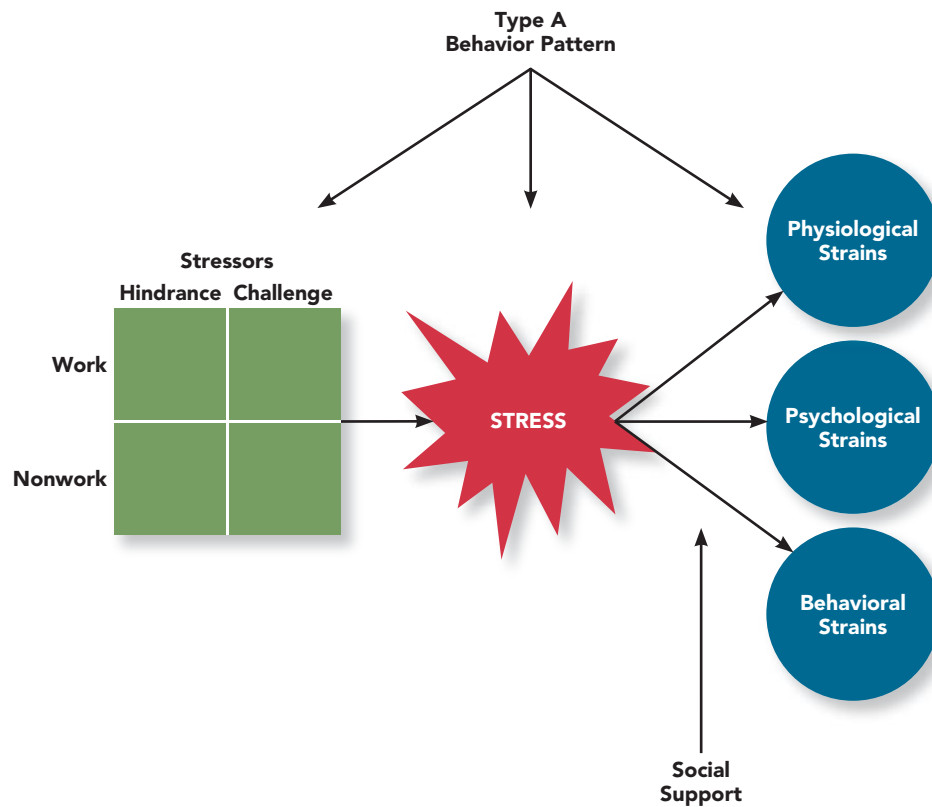 Type A
Behavior Pattern
Physiological
Strains
Stressors
Hindrance Challenge
Work
STRESS
Psychological
Strains
Nonwork
Behavioral
Strains
Social
Support